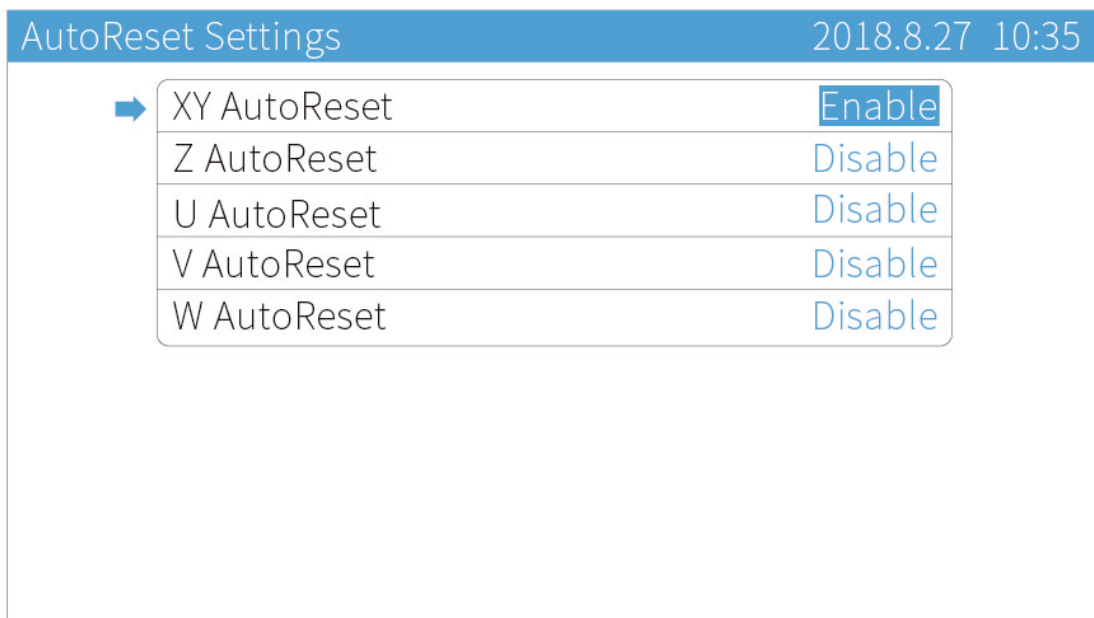 AutoReset Settings 2018.8.27 10:35
XY AutoReset Enable
Z AutoReset Disable
U AutoReset Disable
V AutoReset Disable
W AutoReset Disable